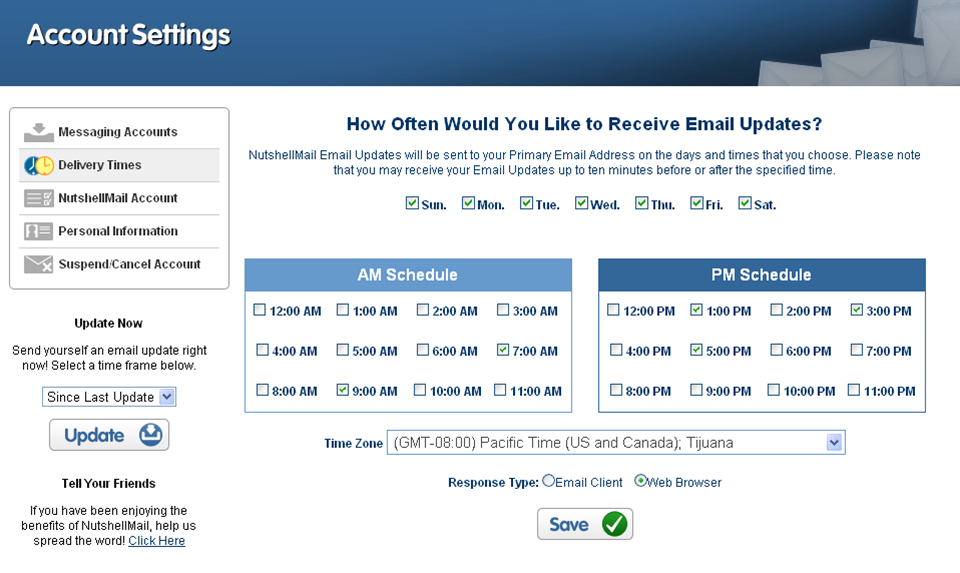 Account Settings
Messaging Accounts
Delivery Times
NutshellMail Account
Personal Information
Suspend/Cancel Account
Update Now
Send yourself an email update right
now! Select a time frame below.
Since Last Update
Update
Tell Your Friends
If you have been enjoying the
benefits of NutshellMail, help us
spread the word! Click Here
How Often Would You Like to Receive Email Updates?
NutshellMail Email Updates will be sent to your Primary Email Address on the days and times that you choose. Please note
that you may receive your Email Updates up to ten minutes before or after the specified time.
Sun. Mon. Tue. Wed. Thu. Fri. Sat.
AM Schedule
12:00 AM 1:00 AM 2:00 AM 3:00 AM
4:00 AM 5:00 AM 6:00 AM 7:00 AM
8:00 AM 9:00 AM 10:00 AM 11:00 AM
PM Schedule
12:00 PM 1:00 PM 2:00 PM 3:00 PM
4:00 PM 5:00 PM 6:00 PM 7:00 PM
8:00 PM 9:00 PM 10:00 PM 11:00 PM
Time Zone (GMT-08:00) Pacific Time (US and Canada); Tijuana
Response Type: Email Client Web Browser
Save